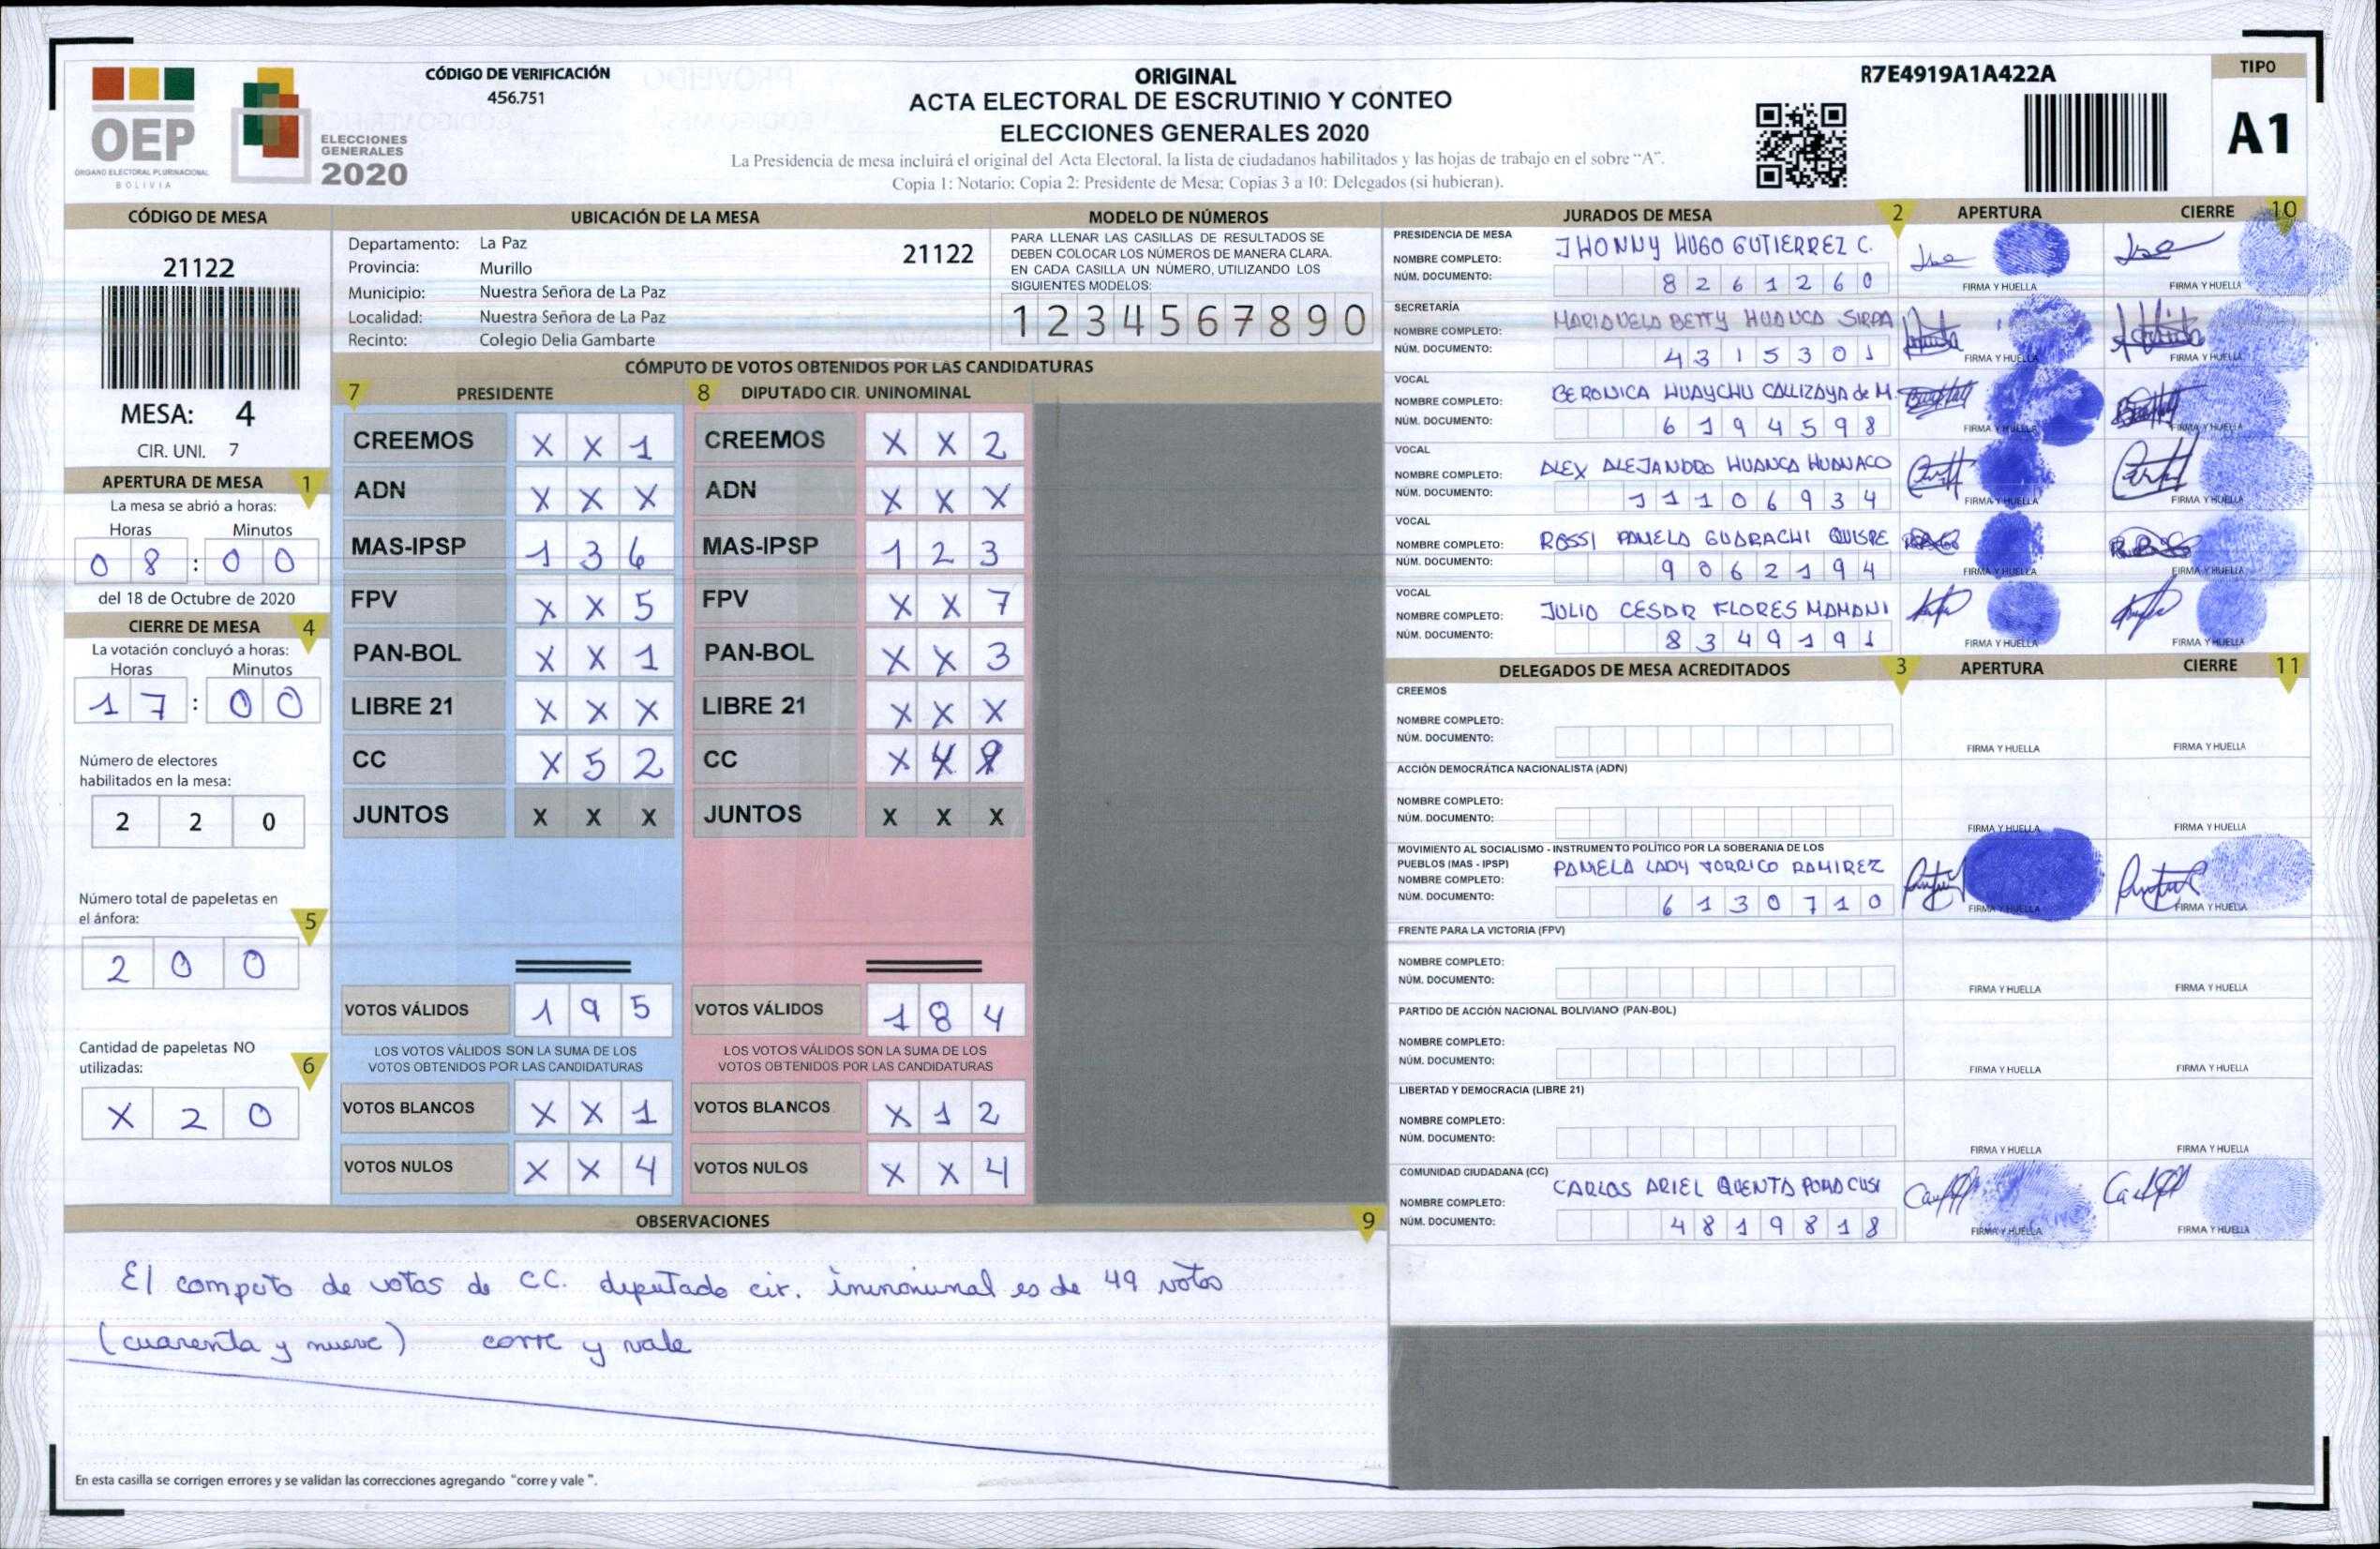 OEP
ÓRGANO ELECTORAL PLURINACIONAL
BOLIVIA
ELECCIONES
GENERALES
2020
CÓDIGO DE VERIFICACIÓN
456.751
ORIGINAL
ACTA ELECTORAL DE ESCRUTINIO Y CONTEO
ELECCIONES GENERALES 2020
La Presidencia de mesa incluirá el original del Acta Electoral, la lista de ciudadanos habilitados y las hojas de trabajo en el sobre "A".
Copia 1: Notario; Copia 2: Presidente de Mesa; Copias 3 a 10: Delegados (si hubieran).
R7E4919A1A422A
TIPO
A1
CÓDIGO DE MESA
21122
MESA: 4
CIR. UNI. 7
APERTURA DE MESA 1
La mesa se abrió a horas:
Horas Minutos
0 8 : 0 0
del 18 de Octubre de 2020
CIERRE DE MESA 4
La votación concluyó a horas:
Horas Minutos
1 7 : 0 0
Número de electores
habilitados en la mesa:
2 2 0
Número total de papeletas en
el ánfora: 5
2 0 0
Cantidad de papeletas NO
utilizadas: 6
X 2 0
UBICACIÓN DE LA MESA
Departamento: La Paz 21122
Provincia: Murillo
Municipio: Nuestra Señora de La Paz
Localidad: Nuestra Señora de La Paz
Recinto: Colegio Delia Gambarte
MODELO DE NÚMEROS
PARA LLENAR LAS CASILLAS DE RESULTADOS SE
DEBEN COLOCAR LOS NÚMEROS DE MANERA CLARA.
EN CADA CASILLA UN NÚMERO, UTILIZANDO LOS
SIGUIENTES MODELOS:
1 2 3 4 5 6 7 8 9 0
CÓMPUTO DE VOTOS OBTENIDOS POR LAS CANDIDATURAS
7 PRESIDENTE 8 DIPUTADO CIR. UNINOMINAL
CREEMOS X X 1 CREEMOS X X 2
ADN X X X ADN X X X
MAS-IPSP 1 3 6 MAS-IPSP 1 2 3
FPV X X 5 FPV X X 7
PAN-BOL X X 1 PAN-BOL X X 3
LIBRE 21 X X X LIBRE 21 X X X
CC X 5 2 CC X 4 9
JUNTOS X X X JUNTOS X X X
VOTOS VÁLIDOS 1 9 5 VOTOS VÁLIDOS 1 8 4
LOS VOTOS VÁLIDOS SON LA SUMA DE LOS LOS VOTOS VÁLIDOS SON LA SUMA DE LOS
VOTOS OBTENIDOS POR LAS CANDIDATURAS VOTOS OBTENIDOS POR LAS CANDIDATURAS
VOTOS BLANCOS X X 1 VOTOS BLANCOS X 1 2
VOTOS NULOS X X 4 VOTOS NULOS X X 4
OBSERVACIONES 9
El computo de votos de CC. deputado cir. ininominal es de 49 votos
(cuarenta y nueve) corre y vale
En esta casilla se corrigen errores y se validan las correcciones agregando "corre y vale".
JURADOS DE MESA 2 APERTURA CIERRE 10
PRESIDENCIA DE MESA
NOMBRE COMPLETO: JHONNY HUGO GUTIERREZ C.
NÚM. DOCUMENTO: 8 2 6 1 2 6 0 FIRMA Y HUELLA FIRMA Y HUELLA
SECRETARÍA
NOMBRE COMPLETO: MARIDUELA BETTY HUANCA SIRPA
NÚM. DOCUMENTO: 4 3 1 5 3 0 1 FIRMA Y HUELLA FIRMA Y HUELLA
VOCAL
NOMBRE COMPLETO: BERONICA HUAYCHU CALLIZAYA de M.
NÚM. DOCUMENTO: 6 1 9 4 5 9 8 FIRMA Y HUELLA FIRMA Y HUELLA
VOCAL
NOMBRE COMPLETO: ALEX ALEJANDRO HUANCA HUANACO
NÚM. DOCUMENTO: 1 1 1 0 6 9 3 4 FIRMA Y HUELLA FIRMA Y HUELLA
VOCAL
NOMBRE COMPLETO: ROSSI PAMELA GUARACHI QUISPE
NÚM. DOCUMENTO: 9 0 6 2 1 9 4 FIRMA Y HUELLA FIRMA Y HUELLA
VOCAL
NOMBRE COMPLETO: JULIO CESAR FLORES MAMANI
NÚM. DOCUMENTO: 8 3 4 9 1 9 1 FIRMA Y HUELLA FIRMA Y HUELLA
DELEGADOS DE MESA ACREDITADOS 3 APERTURA CIERRE 11
CREEMOS
NOMBRE COMPLETO:
NÚM. DOCUMENTO: FIRMA Y HUELLA FIRMA Y HUELLA
ACCIÓN DEMOCRÁTICA NACIONALISTA (ADN)
NOMBRE COMPLETO:
NÚM. DOCUMENTO: FIRMA Y HUELLA FIRMA Y HUELLA
MOVIMIENTO AL SOCIALISMO - INSTRUMENTO POLÍTICO POR LA SOBERANIA DE LOS
PUEBLOS (MAS - IPSP)
NOMBRE COMPLETO: PAMELA LADY TORRICO RAMIREZ
NÚM. DOCUMENTO: 6 1 3 0 7 1 0 FIRMA Y HUELLA FIRMA Y HUELLA
FRENTE PARA LA VICTORIA (FPV)
NOMBRE COMPLETO:
NÚM. DOCUMENTO: FIRMA Y HUELLA FIRMA Y HUELLA
PARTIDO DE ACCIÓN NACIONAL BOLIVIANO (PAN-BOL)
NOMBRE COMPLETO:
NÚM. DOCUMENTO: FIRMA Y HUELLA FIRMA Y HUELLA
LIBERTAD Y DEMOCRACIA (LIBRE 21)
NOMBRE COMPLETO:
NÚM. DOCUMENTO: FIRMA Y HUELLA FIRMA Y HUELLA
COMUNIDAD CIUDADANA (CC)
NOMBRE COMPLETO: CARLOS ARIEL QUENTA
NÚM. DOCUMENTO: 4 8 1 9 8 1 8 FIRMA Y HUELLA FIRMA Y HUELLA